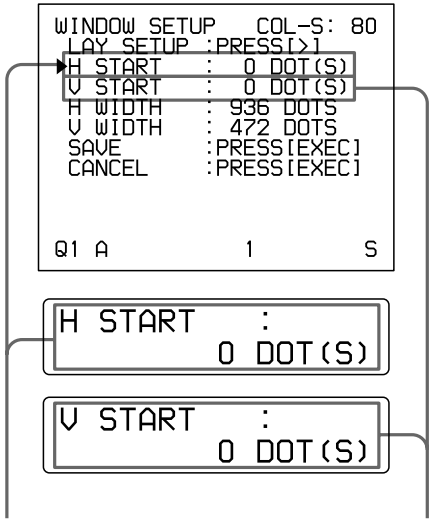 WINDOW SETUP COL-S: 80
LAY SETUP :PRESS[>]
H START : 0 DOT(S)
V START : 0 DOT(S)
H WIDTH : 936 DOTS
V WIDTH : 472 DOTS
SAVE :PRESS[EXEC]
CANCEL :PRESS[EXEC]
Q1 A 1 S
H START :
0 DOT(S)
V START :
0 DOT(S)